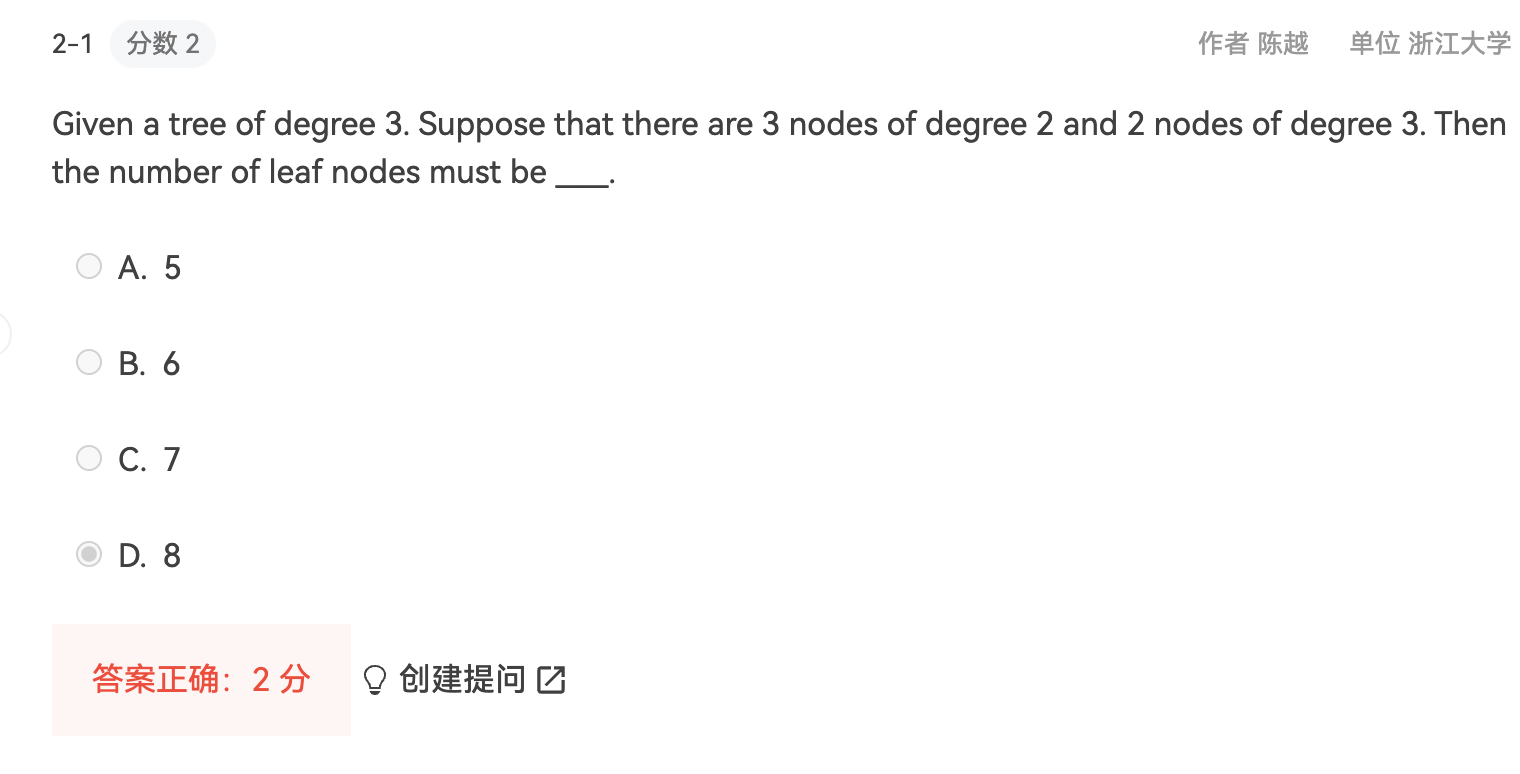 2-1 分数 2 作者 陈越 单位 浙江大学
Given a tree of degree 3. Suppose that there are 3 nodes of degree 2 and 2 nodes of degree 3. Then
the number of leaf nodes must be ____.
A. 5
B. 6
C. 7
D. 8
答案正确：2 分 创建提问